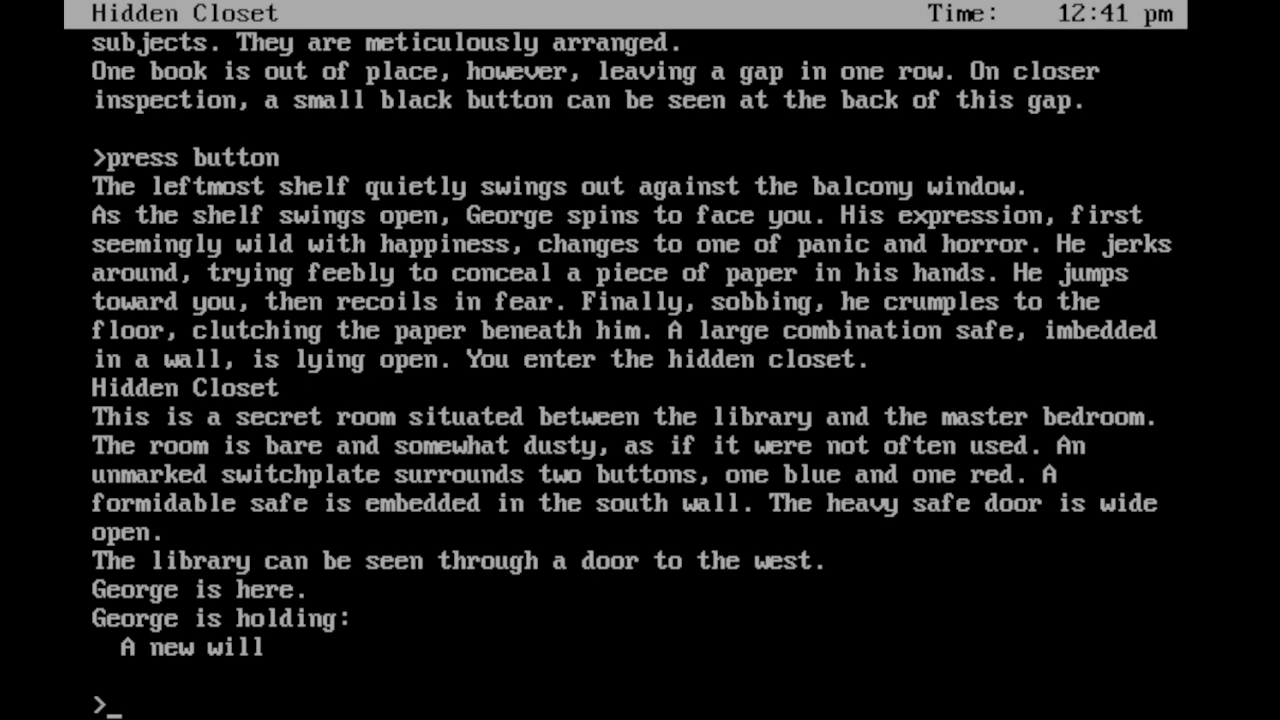 Hidden Closet Time: 12:41 pm
subjects. They are meticulously arranged.
One book is out of place, however, leaving a gap in one row. On closer
inspection, a small black button can be seen at the back of this gap.
>press button
The leftmost shelf quietly swings out against the balcony window.
As the shelf swings open, George spins to face you. His expression, first
seemingly wild with happiness, changes to one of panic and horror. He jerks
around, trying feebly to conceal a piece of paper in his hands. He jumps
toward you, then recoils in fear. Finally, sobbing, he crumples to the
floor, clutching the paper beneath him. A large combination safe, imbedded
in a wall, is lying open. You enter the hidden closet.
Hidden Closet
This is a secret room situated between the library and the master bedroom.
The room is bare and somewhat dusty, as if it were not often used. An
unmarked switchplate surrounds two buttons, one blue and one red. A
formidable safe is embedded in the south wall. The heavy safe door is wide
open.
The library can be seen through a door to the west.
George is here.
George is holding:
A new will
>_